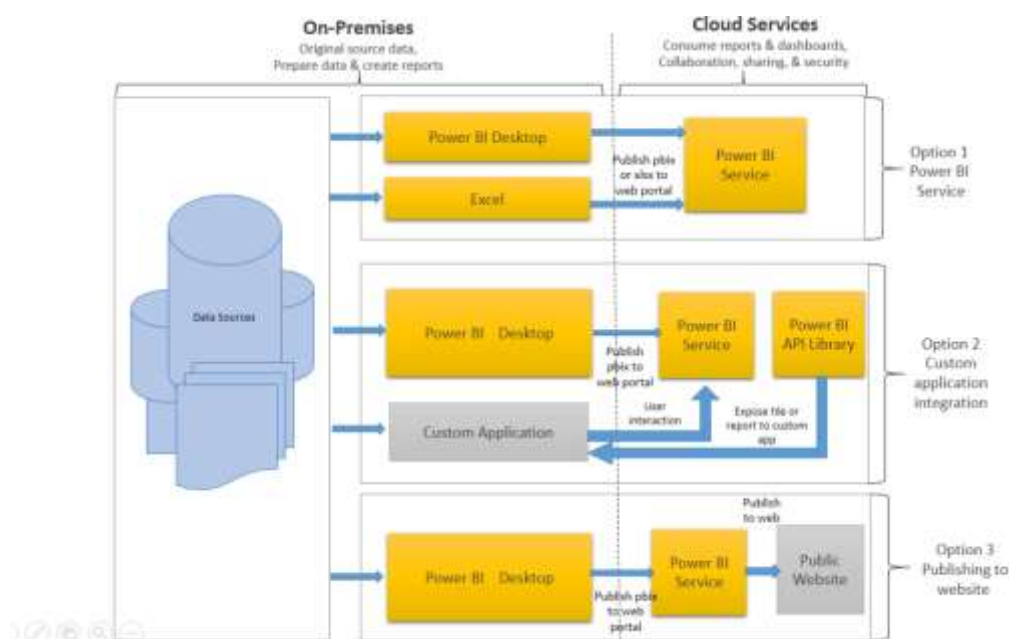 On-Premises
Original source data,
Prepare data & create reports
Cloud Services
Consume reports & dashboards,
Collaboration, sharing, & security
Data Sources
Power BI Desktop
Excel
Publish pbix
or xlsx to
web portal
Power BI
Service
Option 1
Power BI
Service
Power BI Desktop
Custom Application
Publish
pbix to
web portal
Power BI
Service
Power BI
API Library
User
interaction
Expose tile or
report to custom
app
Option 2
Custom
application
integration
Power BI Desktop
Publish pbix
to web
portal
Power BI
Service
Publish
to web
Public
Website
Option 3
Publishing to
website